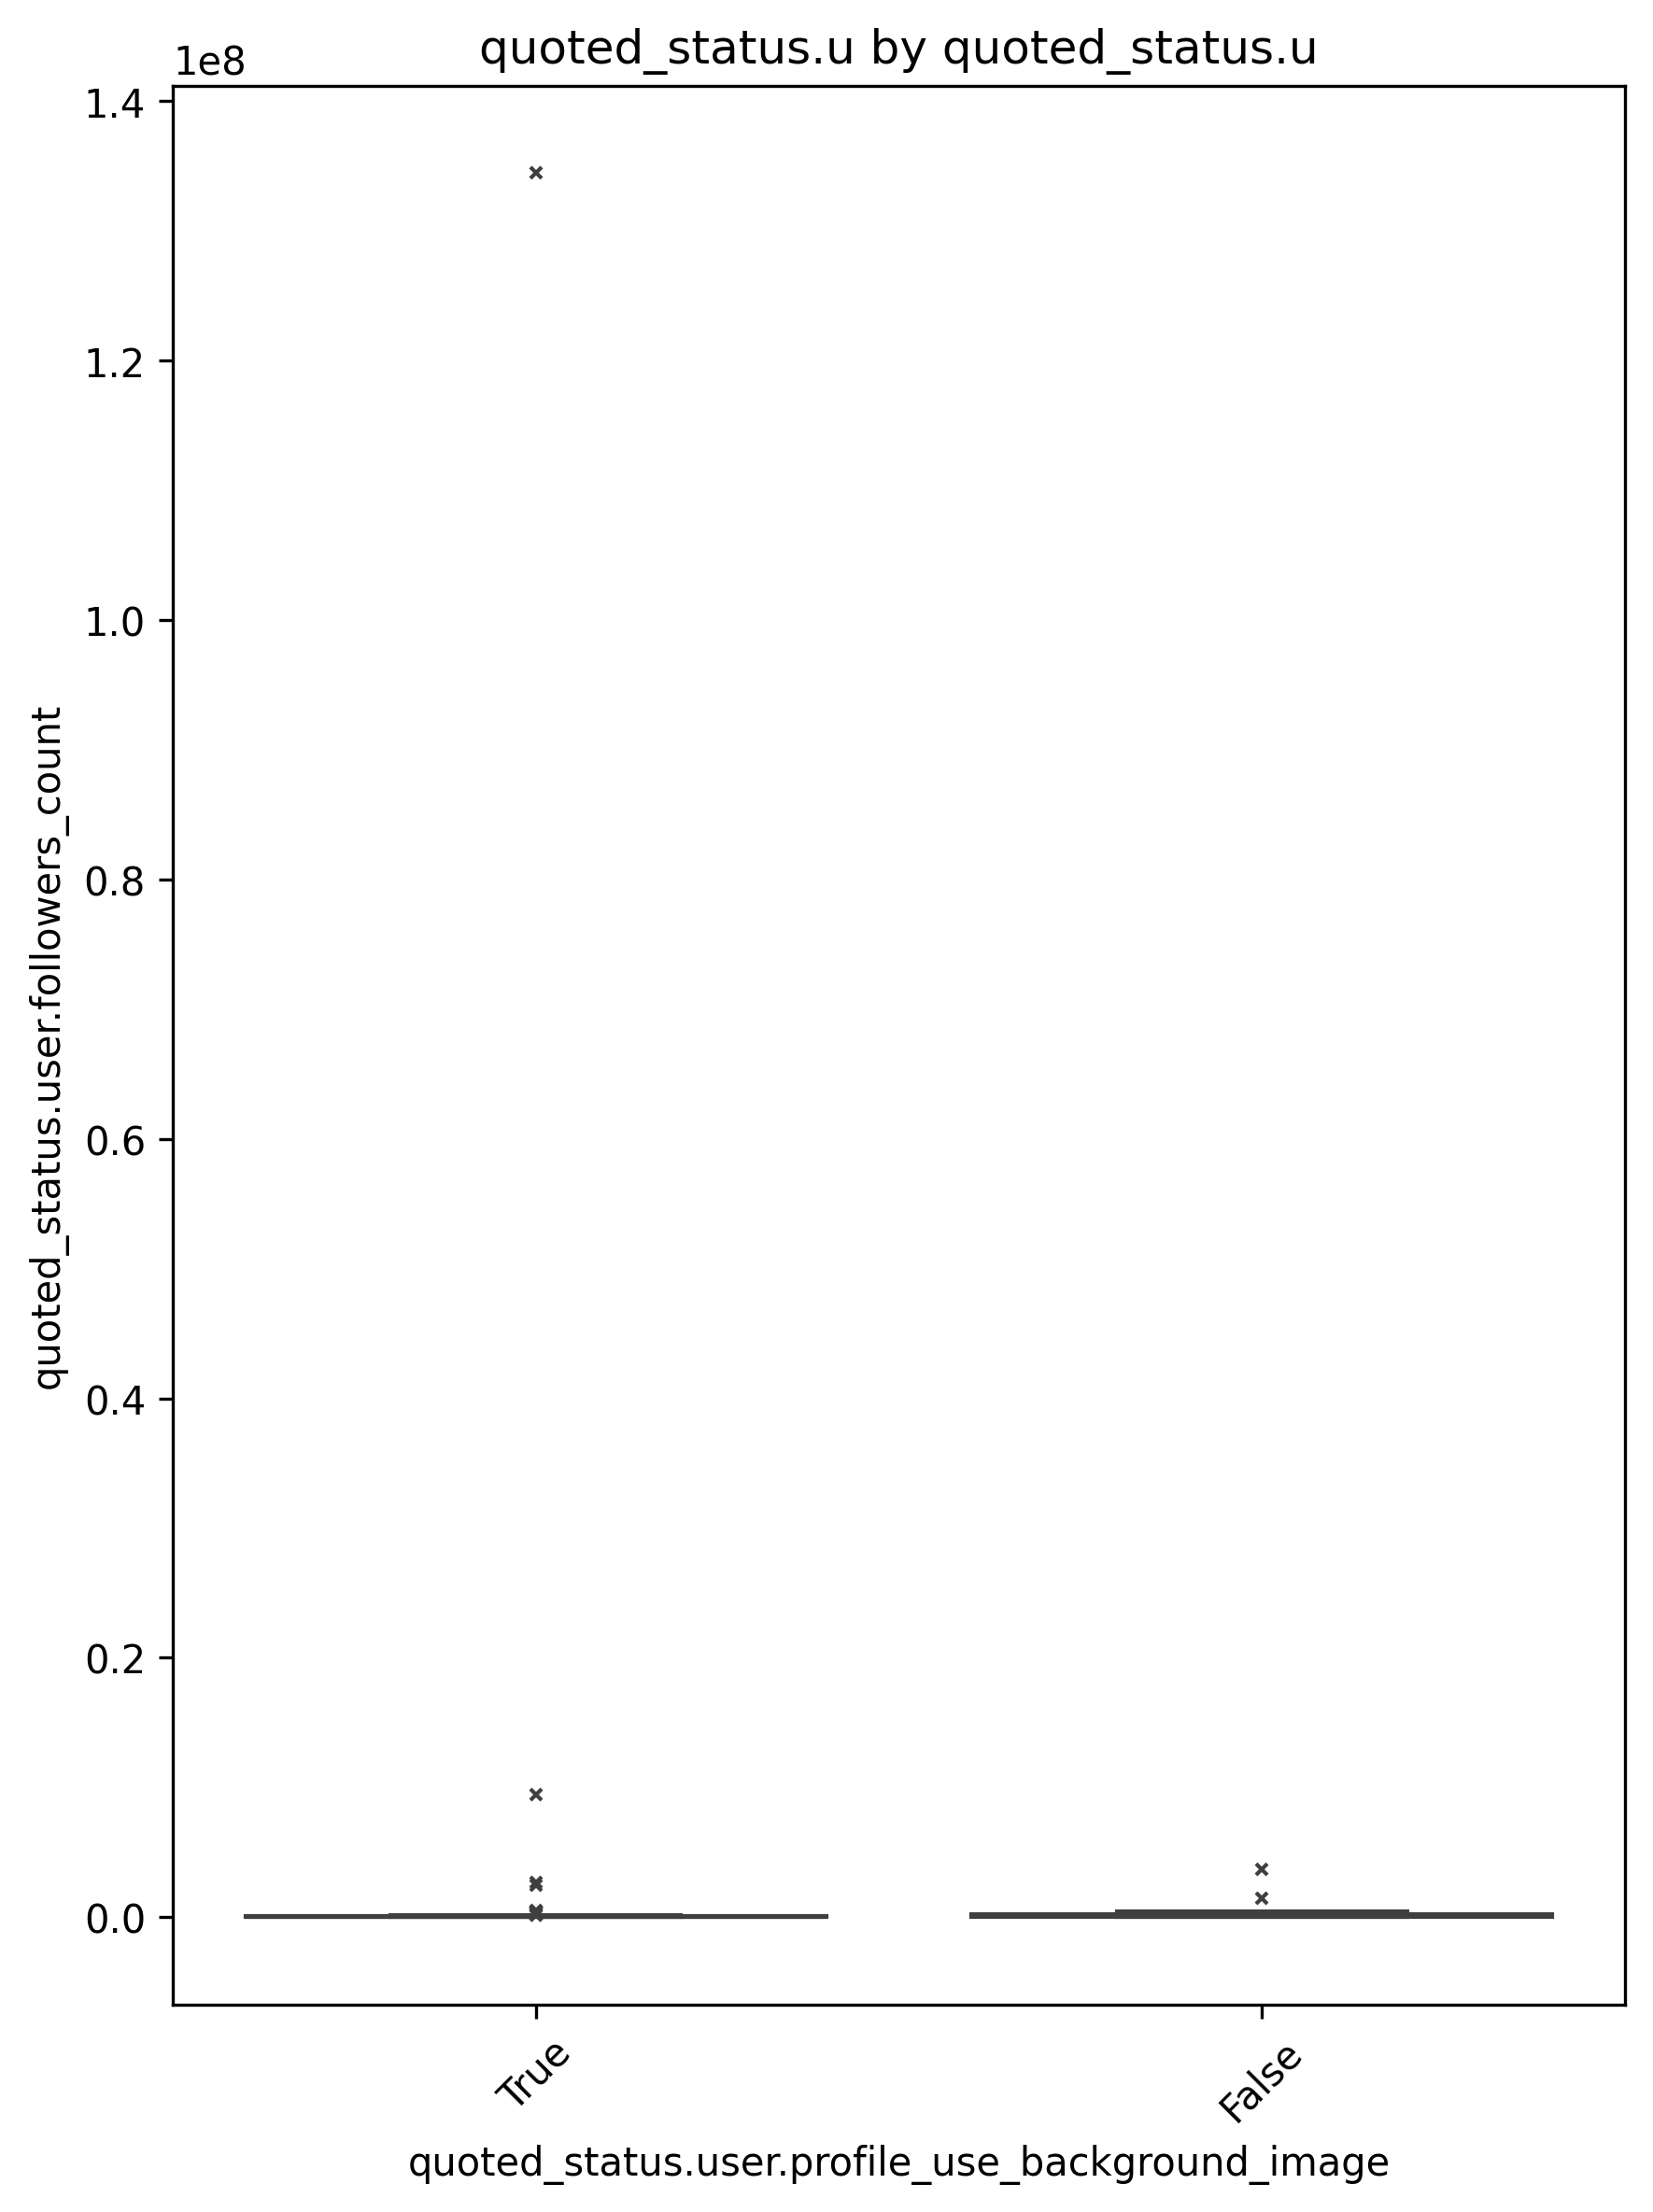 quoted_status.u by quoted_status.u
1e8
1.4
1.2
1.0
0.8
0.6
0.4
0.2
0.0
quoted_status.user.followers_count
True
False
quoted_status.user.profile_use_background_image